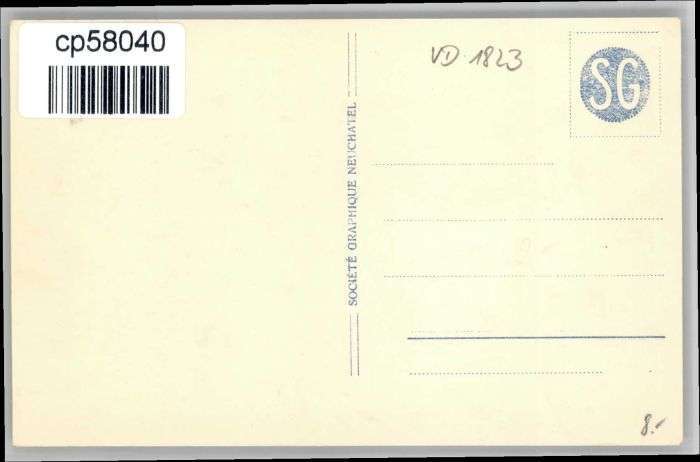 cp58040
VD. 1823
SG
SOCIÉTÉ GRAPHIQUE NEUCHATEL
8.-